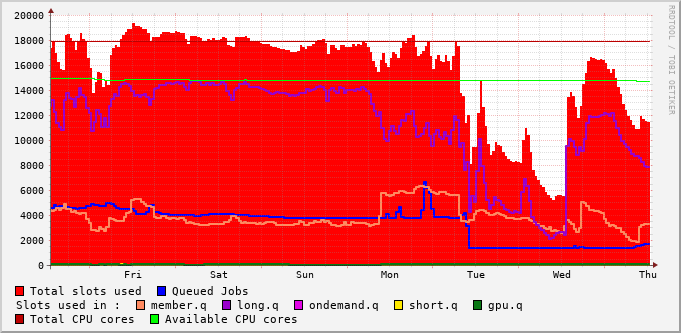 20000
18000
16000
14000
12000
10000
8000
6000
4000
2000
0
Fri Sat Sun Mon Tue Wed Thu
RRDTOOL / TOBI OETIKER
Total slots used Queued Jobs
Slots used in : member.q long.q ondemand.q short.q gpu.q
Total CPU cores Available CPU cores